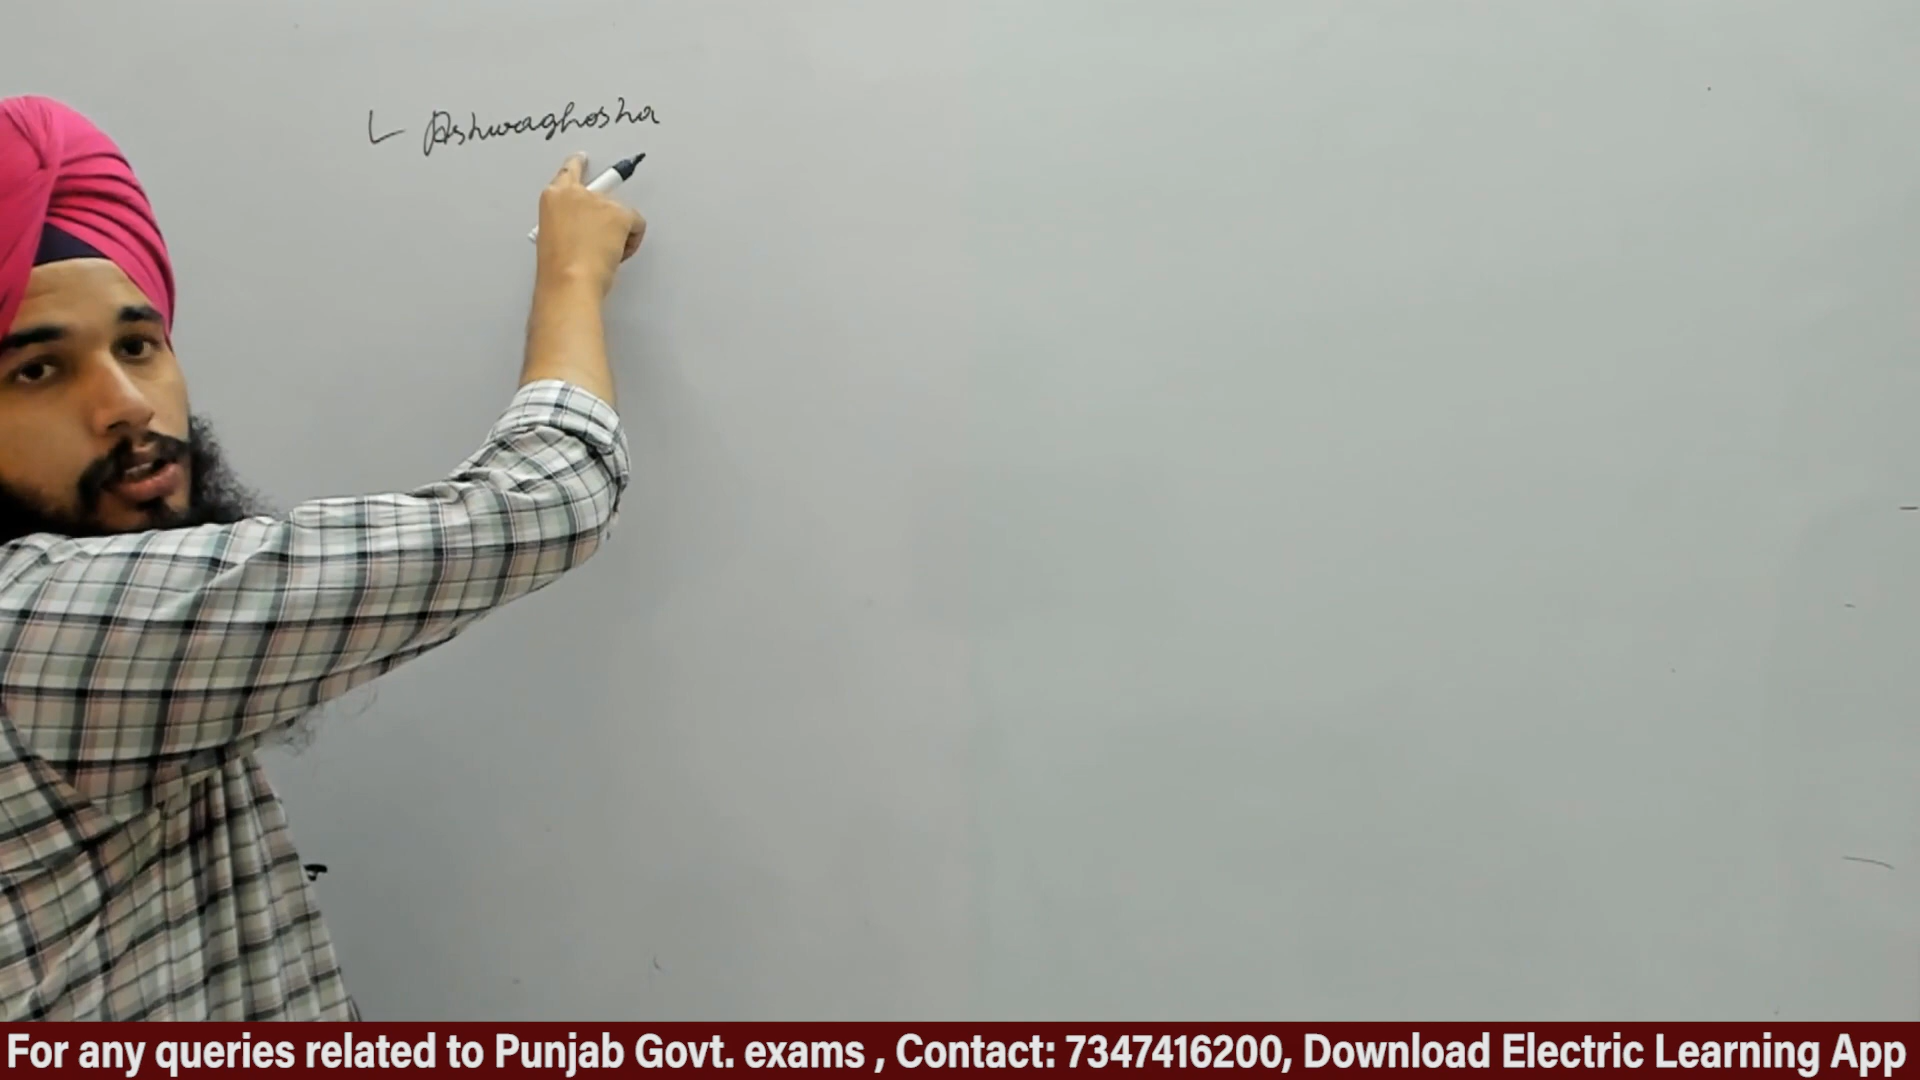 Ashwaghosha
For any queries related to Punjab Govt. exams , Contact: 7347416200, Download Electric Learning App